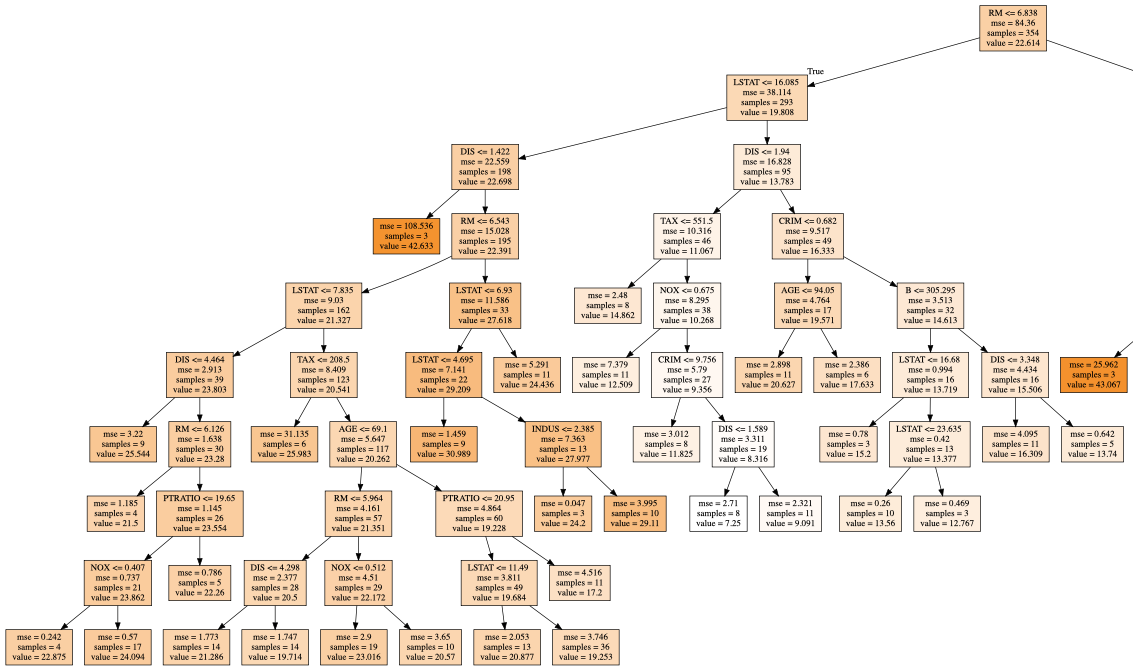 RM <= 6.838
mse = 84.36
samples = 354
value = 22.614
True
LSTAT <= 16.085
mse = 38.114
samples = 293
value = 19.808
DIS <= 1.422
mse = 22.559
samples = 198
value = 22.698
DIS <= 1.94
mse = 16.828
samples = 95
value = 13.783
mse = 108.536
samples = 3
value = 42.633
RM <= 6.543
mse = 15.028
samples = 195
value = 22.391
TAX <= 551.5
mse = 10.316
samples = 46
value = 11.067
CRIM <= 0.682
mse = 9.517
samples = 49
value = 16.333
LSTAT <= 7.835
mse = 9.03
samples = 162
value = 21.327
LSTAT <= 6.93
mse = 11.586
samples = 33
value = 27.618
mse = 2.48
samples = 8
value = 14.862
NOX <= 0.675
mse = 8.295
samples = 38
value = 10.268
AGE <= 94.05
mse = 4.764
samples = 17
value = 19.571
B <= 305.295
mse = 3.513
samples = 32
value = 14.613
DIS <= 4.464
mse = 2.913
samples = 39
value = 23.803
TAX <= 208.5
mse = 8.409
samples = 123
value = 20.541
LSTAT <= 4.695
mse = 7.141
samples = 22
value = 29.209
mse = 5.291
samples = 11
value = 24.436
mse = 7.379
samples = 11
value = 12.509
CRIM <= 9.756
mse = 5.79
samples = 27
value = 9.356
mse = 2.898
samples = 11
value = 20.627
mse = 2.386
samples = 6
value = 17.633
LSTAT <= 16.68
mse = 0.994
samples = 16
value = 13.719
DIS <= 3.348
mse = 4.434
samples = 16
value = 15.506
mse = 25.962
samples = 3
value = 43.067
mse = 3.22
samples = 9
value = 25.544
RM <= 6.126
mse = 1.638
samples = 30
value = 23.28
mse = 31.135
samples = 6
value = 25.983
AGE <= 69.1
mse = 5.647
samples = 117
value = 20.262
mse = 1.459
samples = 9
value = 30.989
INDUS <= 2.385
mse = 7.363
samples = 13
value = 27.977
mse = 3.012
samples = 8
value = 11.825
DIS <= 1.589
mse = 3.311
samples = 19
value = 8.316
mse = 0.78
samples = 3
value = 15.2
LSTAT <= 23.635
mse = 0.42
samples = 13
value = 13.377
mse = 4.095
samples = 11
value = 16.309
mse = 0.642
samples = 5
value = 13.74
mse = 1.185
samples = 4
value = 21.5
PTRATIO <= 19.65
mse = 1.145
samples = 26
value = 23.554
RM <= 5.964
mse = 4.161
samples = 57
value = 21.351
PTRATIO <= 20.95
mse = 4.864
samples = 60
value = 19.228
mse = 0.047
samples = 3
value = 24.2
mse = 3.995
samples = 10
value = 29.11
mse = 2.71
samples = 8
value = 7.25
mse = 2.321
samples = 11
value = 9.091
mse = 0.26
samples = 10
value = 13.56
mse = 0.469
samples = 3
value = 12.767
NOX <= 0.407
mse = 0.737
samples = 21
value = 23.862
mse = 0.786
samples = 5
value = 22.26
DIS <= 4.298
mse = 2.377
samples = 28
value = 20.5
NOX <= 0.512
mse = 4.51
samples = 29
value = 22.172
LSTAT <= 11.49
mse = 3.811
samples = 49
value = 19.684
mse = 4.516
samples = 11
value = 17.2
mse = 0.242
samples = 4
value = 22.875
mse = 0.57
samples = 17
value = 24.094
mse = 1.773
samples = 14
value = 21.286
mse = 1.747
samples = 14
value = 19.714
mse = 2.9
samples = 19
value = 23.016
mse = 3.65
samples = 10
value = 20.57
mse = 2.053
samples = 13
value = 20.877
mse = 3.746
samples = 36
value = 19.253